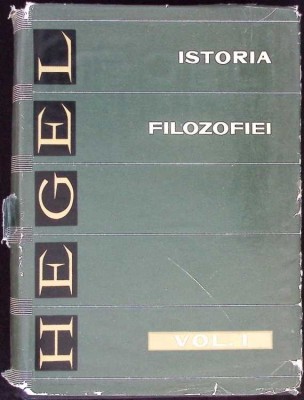 HEGEL
ISTORIA
FILOZOFIEI
VOL. I